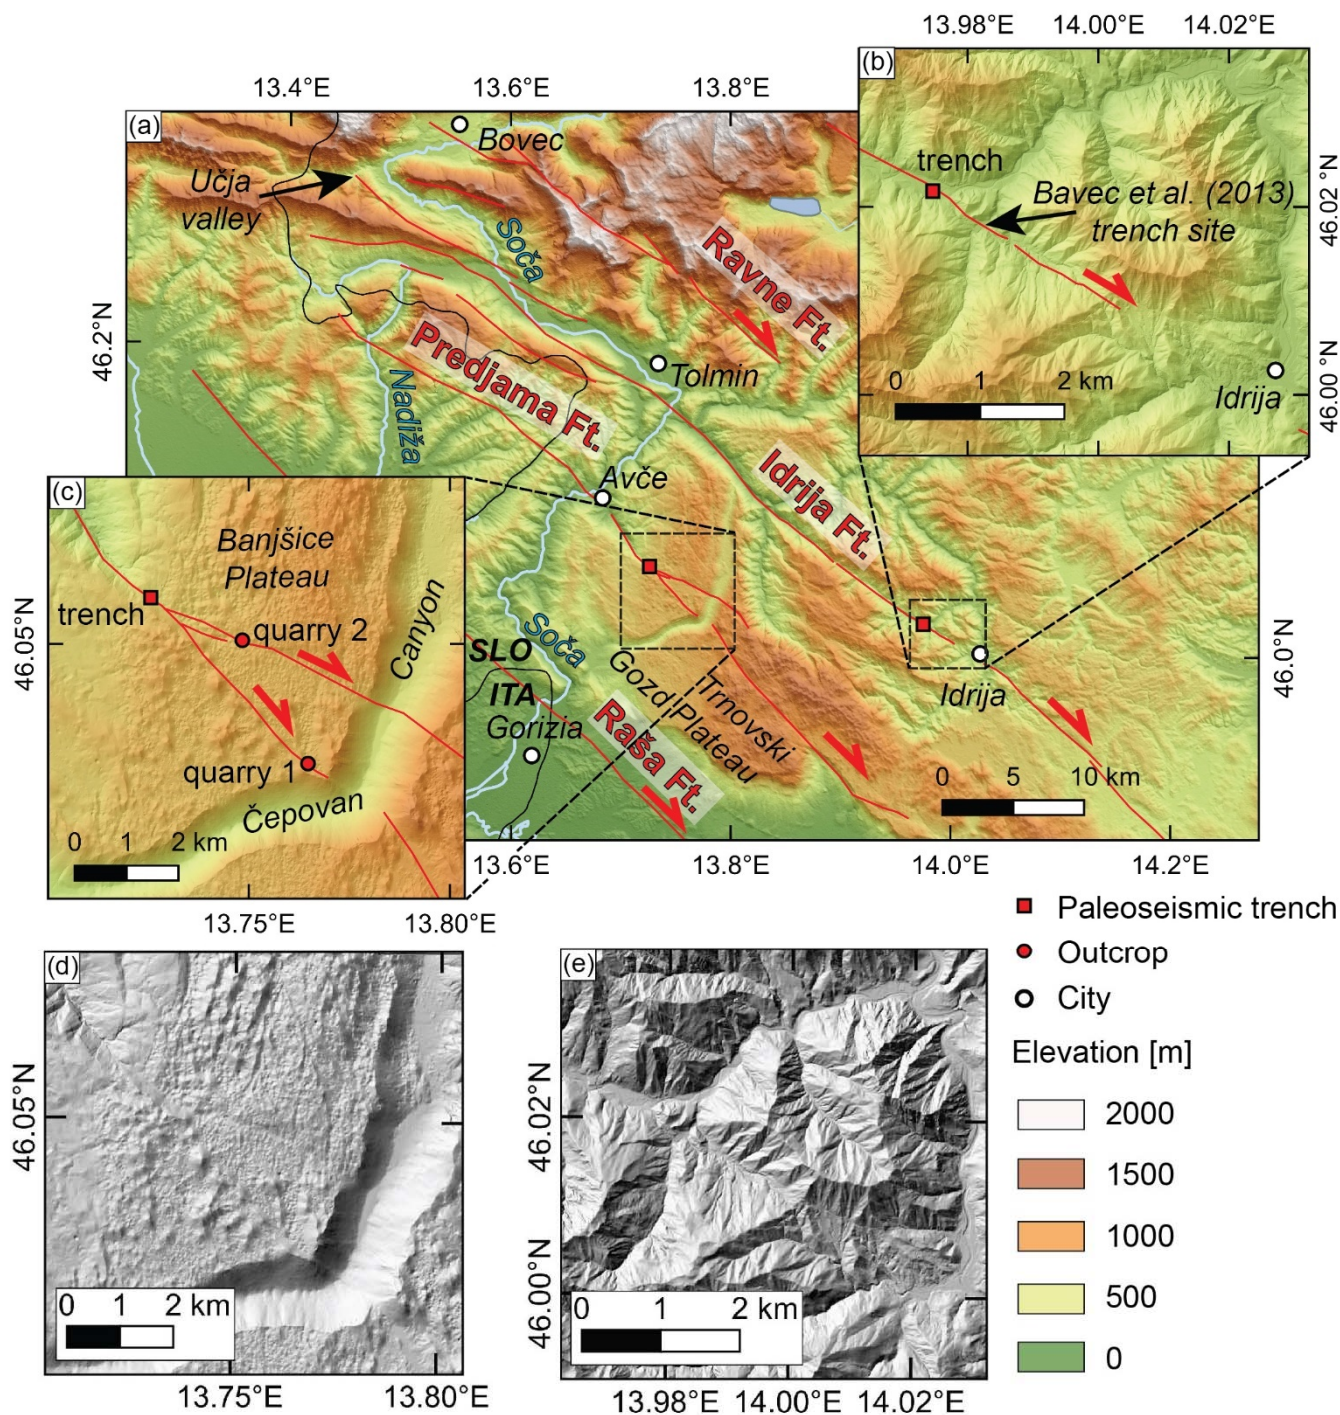 13.98°E 14.00°E 14.02°E
(b)
trench
Bavec et al. (2013)
trench site
46.02 °N
46.00°N
0 1 2 km
Idrija
13.4°E 13.6°E 13.8°E
(a)
Bovec
Učja
valley
Soča
Ravne Ft.
46.2°N
Predjama Ft.
Tolmin
Nadiža
Avče
Idrija Ft.
Soča
SLO
ITA
Gorizia
Raša Ft.
Trnovski
Gozd Plateau
Idrija
46.0°N
0 5 10 km
13.6°E 13.8°E 14.0°E 14.2°E
(c)
Banjšice
Plateau
trench
quarry 2
Canyon
46.05°N
quarry 1
Čepovan
0 1 2 km
13.75°E 13.80°E
Paleoseismic trench
Outcrop
City
Elevation [m]
2000
1500
1000
500
0
(d)
46.05°N
0 1 2 km
13.75°E 13.80°E
(e)
46.02°N
46.00°N
0 1 2 km
13.98°E 14.00°E 14.02°E